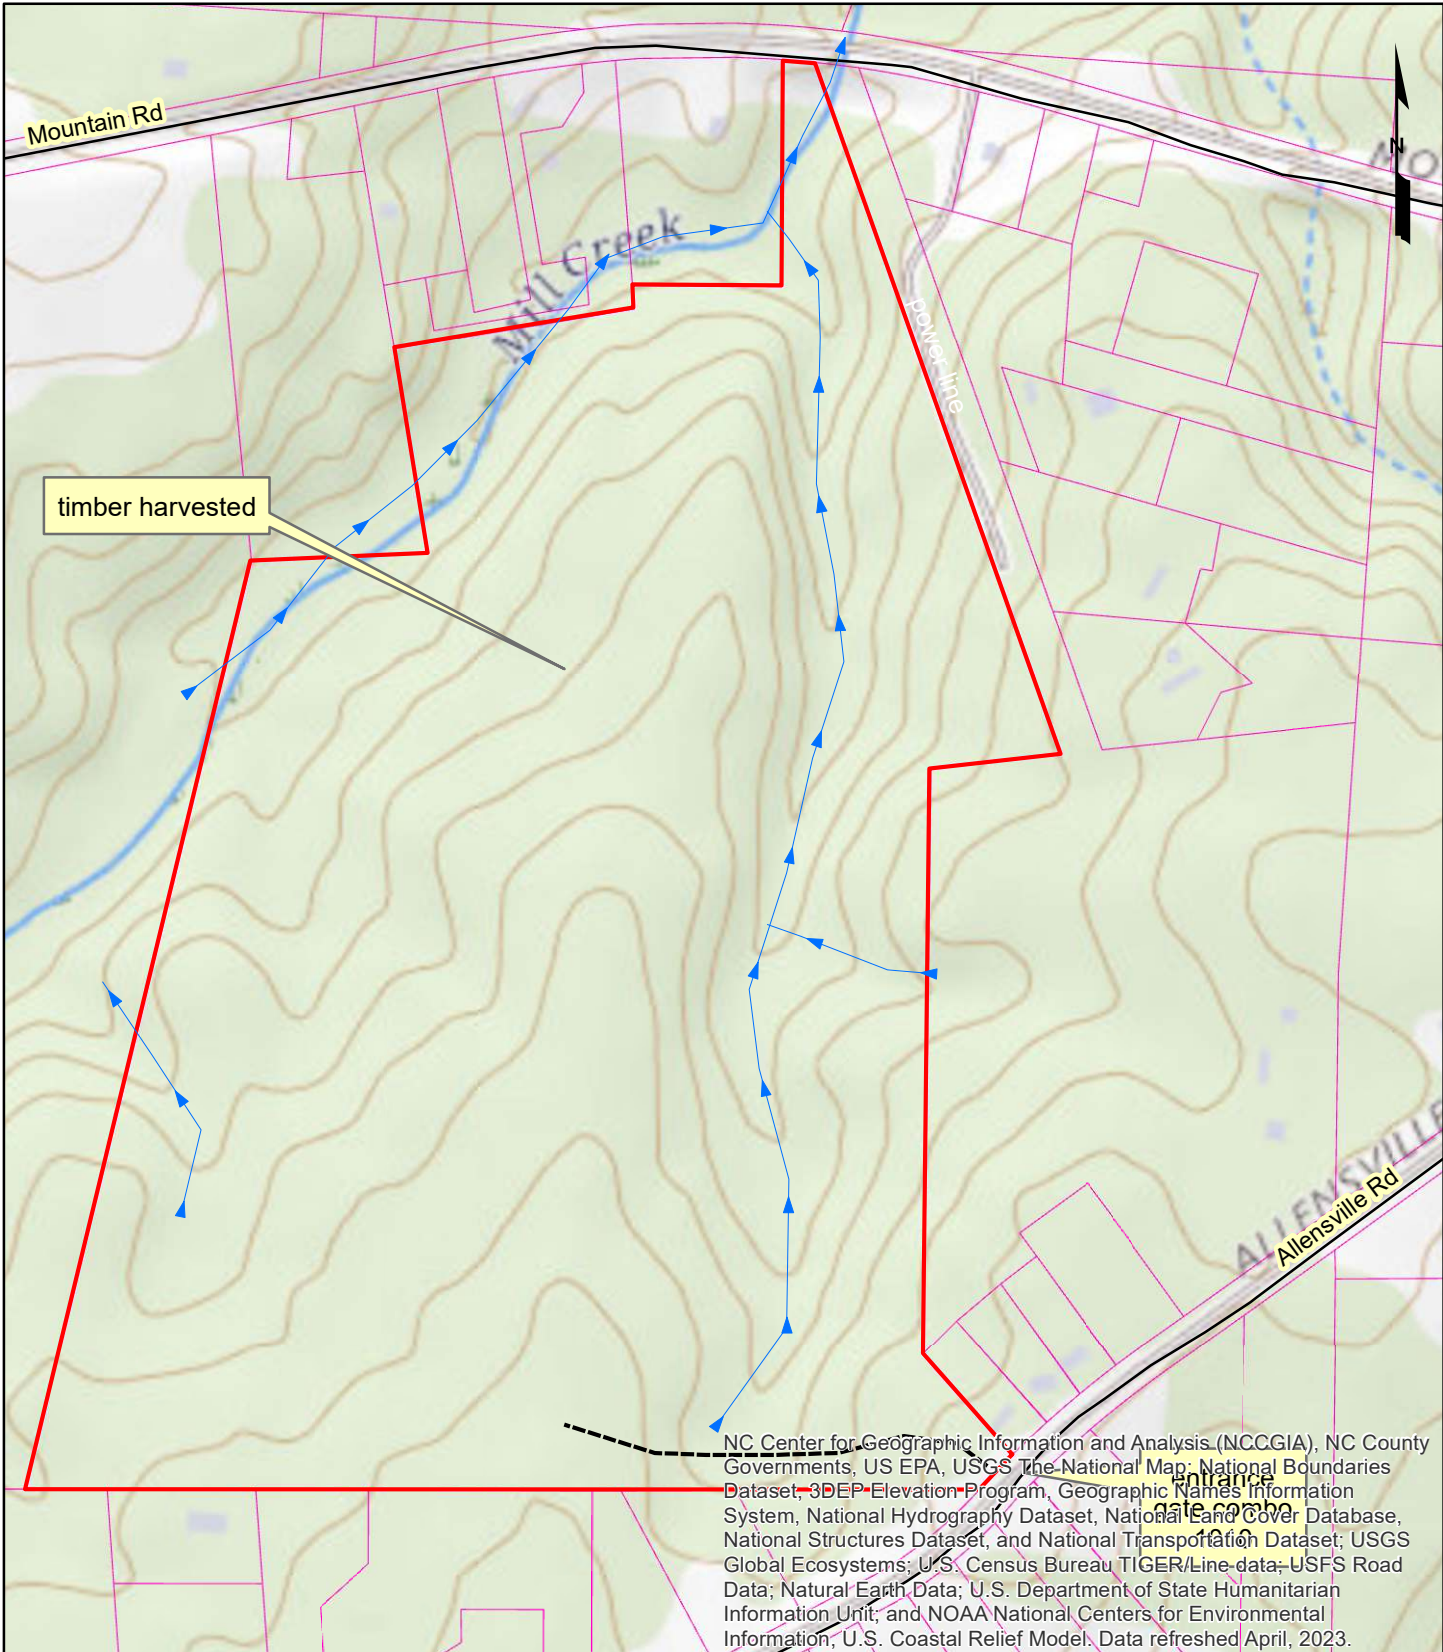 Mountain Rd
N
MO
Mill Creek
power line
timber harvested
ALLENSVILLE
Allensville Rd
entrance
gate combo
NC Center for Geographic Information and Analysis (NCCGIA), NC County
Governments, US EPA, USGS The National Map: National Boundaries
Dataset, 3DEP Elevation Program, Geographic Names Information
System, National Hydrography Dataset, National Land Cover Database,
National Structures Dataset, and National Transportation Dataset; USGS
Global Ecosystems; U.S. Census Bureau TIGER/Line data; USFS Road
Data; Natural Earth Data; U.S. Department of State Humanitarian
Information Unit; and NOAA National Centers for Environmental
Information, U.S. Coastal Relief Model. Data refreshed April, 2023.